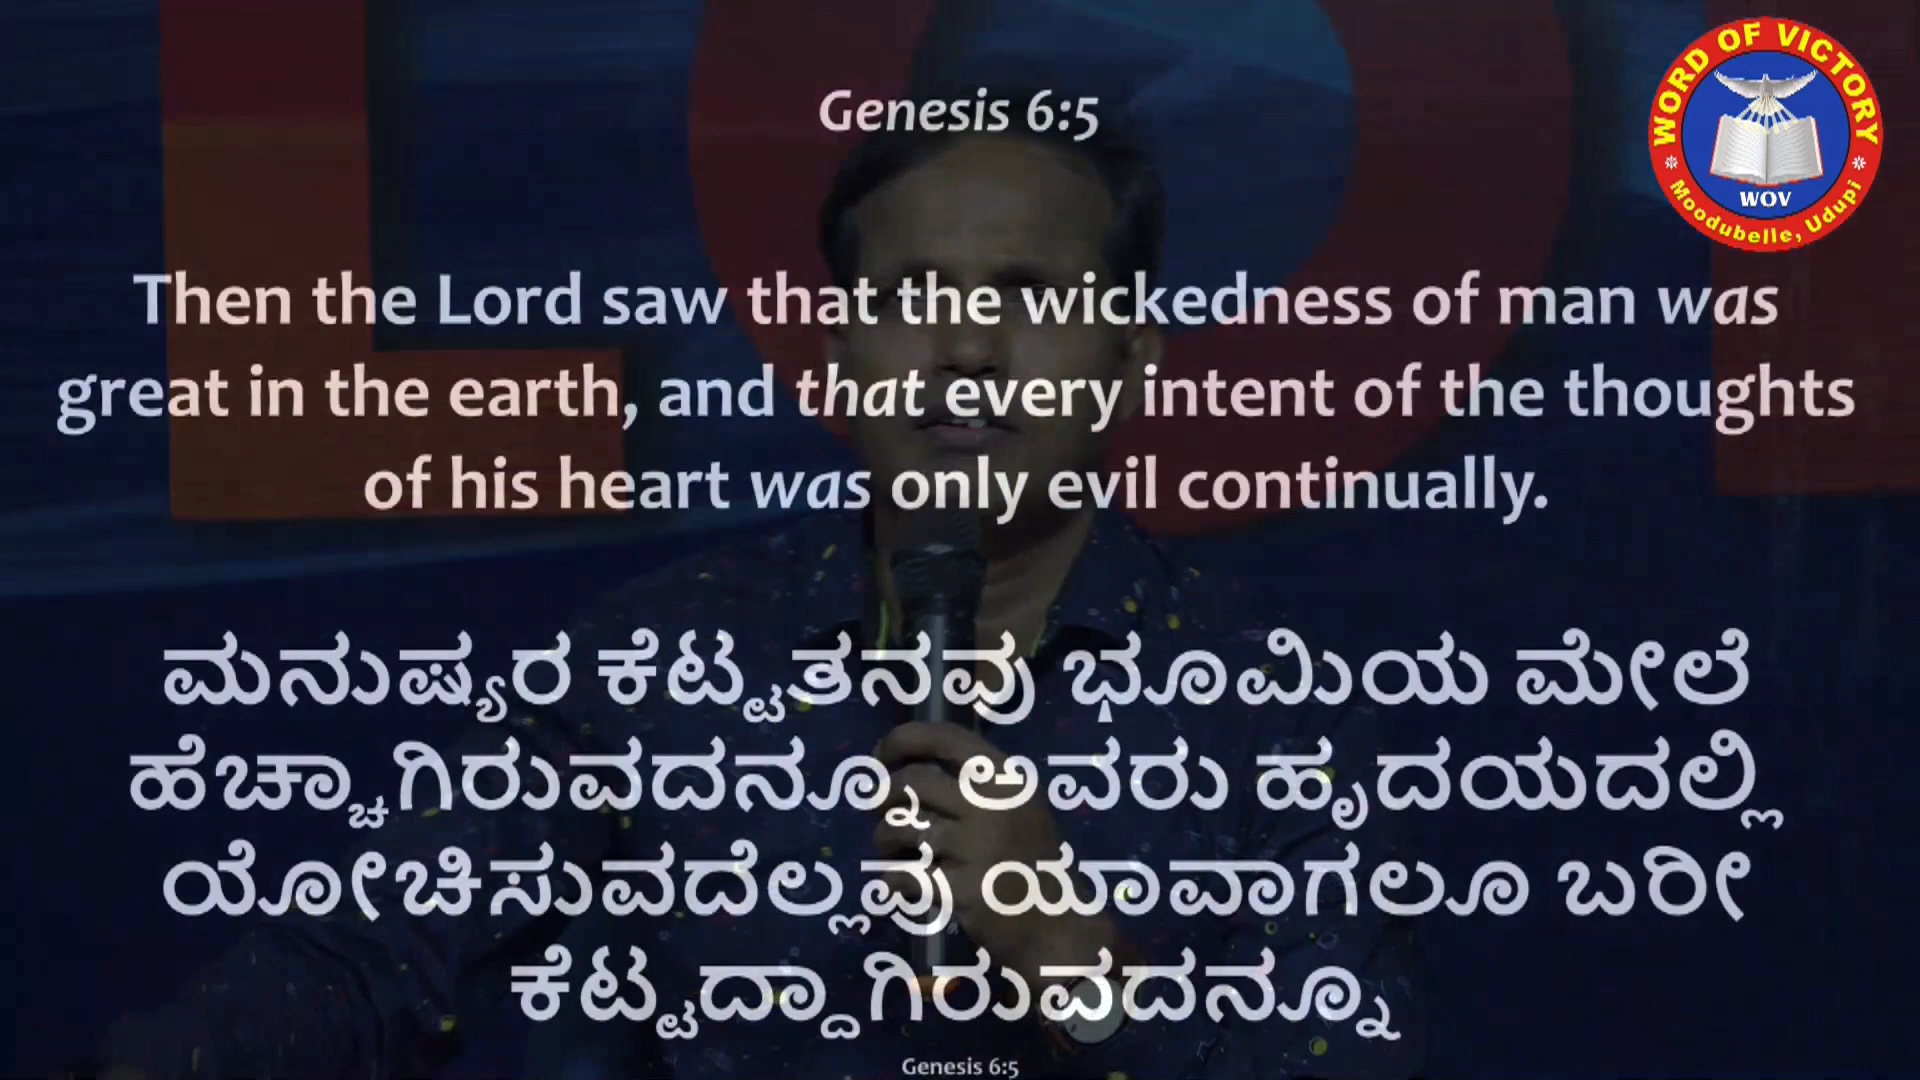 Genesis 6:5
WORD OF VICTORY
WOV
Moodubelle, Udupi
Then the Lord saw that the wickedness of man was
great in the earth, and that every intent of the thoughts
of his heart was only evil continually.
ಮನುಷ್ಯರ ಕೆಟ್ಟತನವು ಭೂಮಿಯ ಮೇಲೆ
ಹೆಚ್ಚಾಗಿರುವದನ್ನೂ ಅವರು ಹೃದಯದಲ್ಲಿ
ಯೋಚಿಸುವದೆಲ್ಲವು ಯಾವಾಗಲೂ ಬರೀ
ಕೆಟ್ಟದ್ದಾಗಿರುವದನ್ನೂ
Genesis 6:5